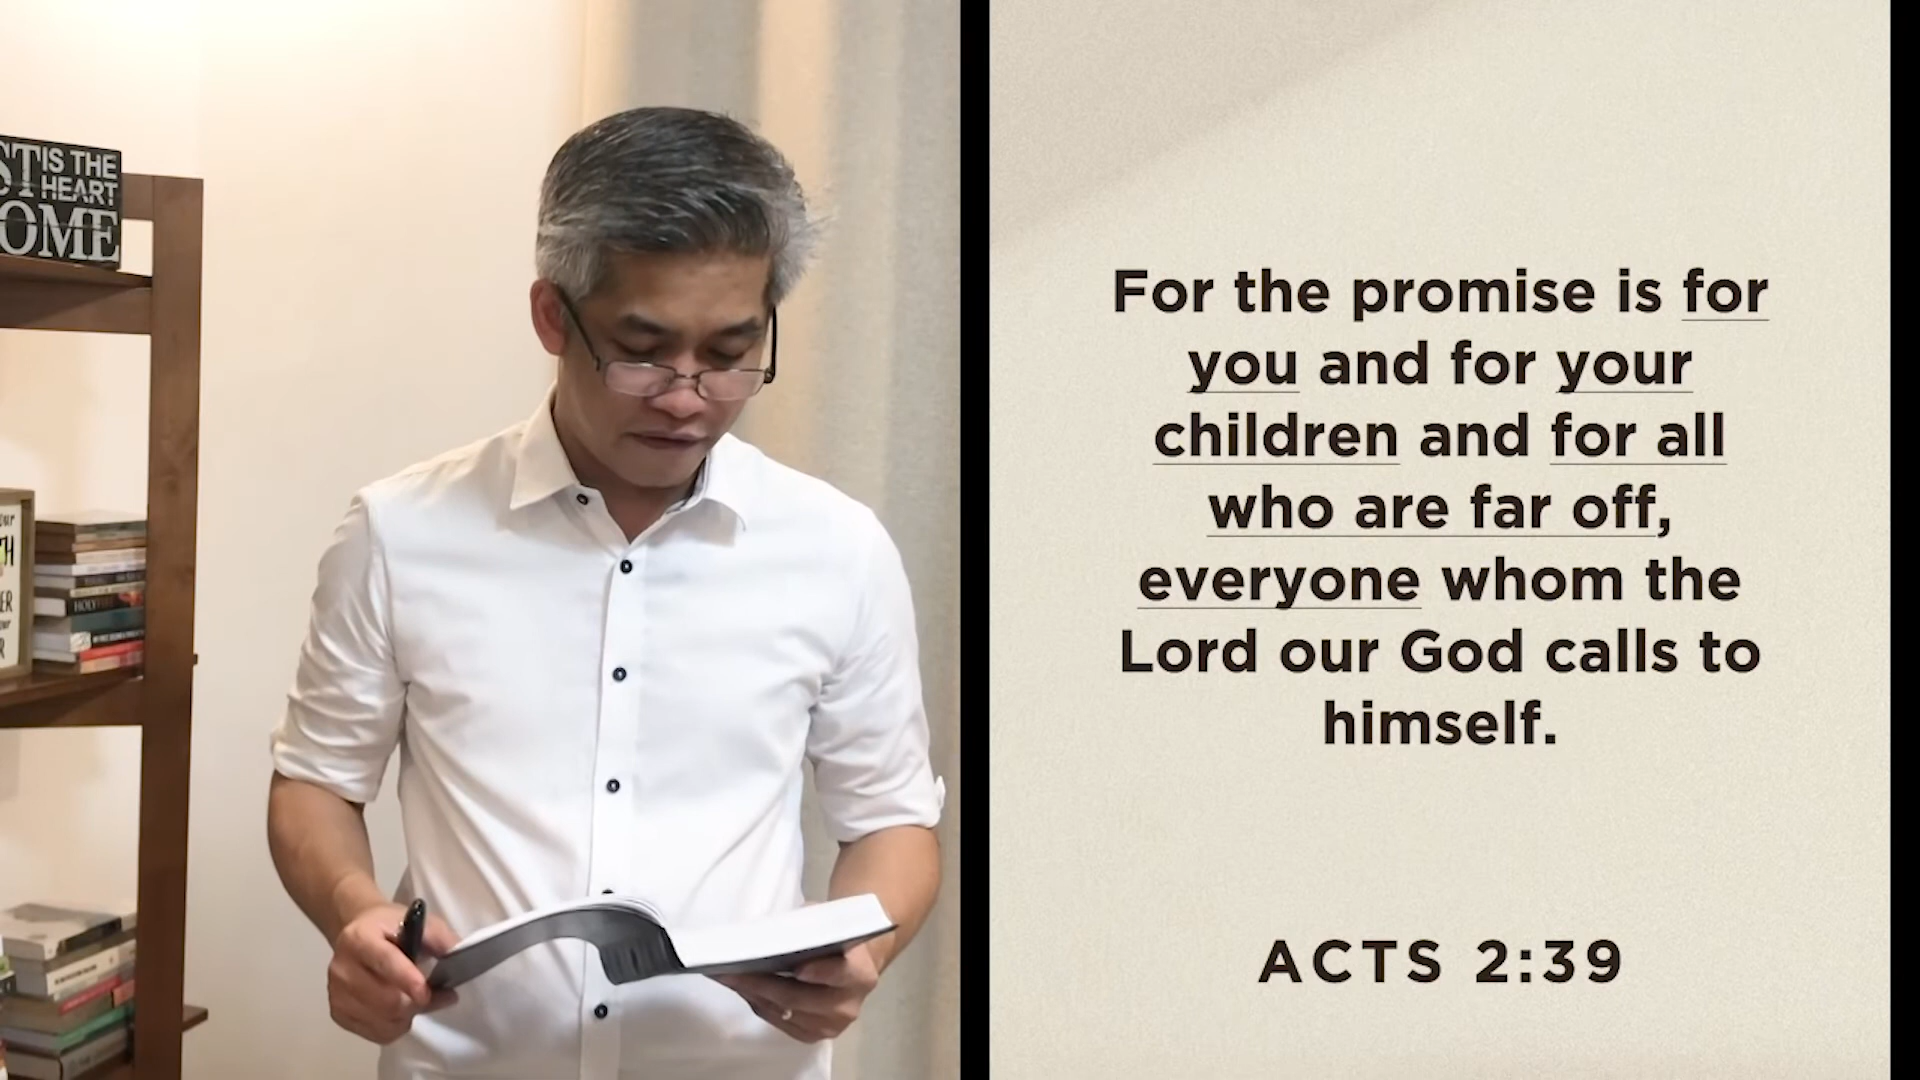 IS THE
HEART
OME
HOLY
For the promise is for
you and for your
children and for all
who are far off,
everyone whom the
Lord our God calls to
himself.
ACTS 2:39